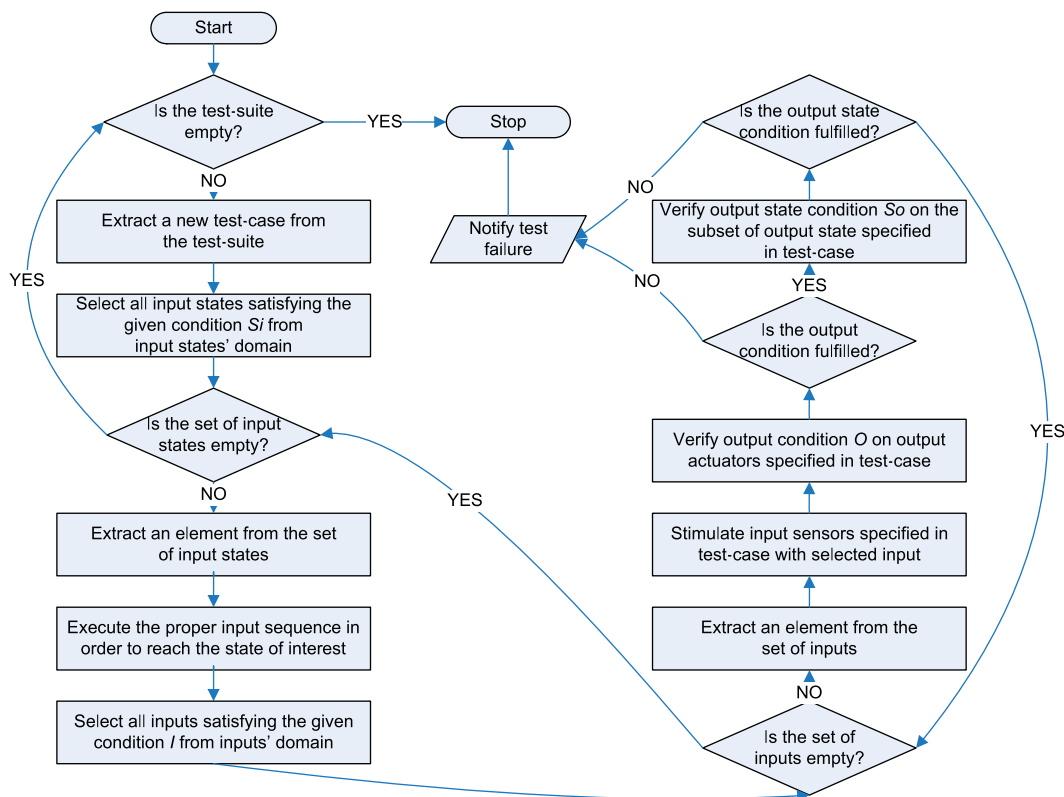 Start
Is the test-suite
empty?
YES
Stop
NO
Extract a new test-case from
the test-suite
YES
Select all input states satisfying the
given condition Si from
input states’ domain
Is the set of input
states empty?
NO
Extract an element from the set
of input states
Execute the proper input sequence in
order to reach the state of interest
Select all inputs satisfying the given
condition I from inputs’ domain
Is the output state
condition fulfilled?
NO
Notify test
failure
Verify output state condition So on the
subset of output state specified
in test-case
NO
YES
Is the output
condition fulfilled?
YES
Verify output condition O on output
actuators specified in test-case
YES
Stimulate input sensors specified in
test-case with selected input
Extract an element from the
set of inputs
NO
Is the set of
inputs empty?